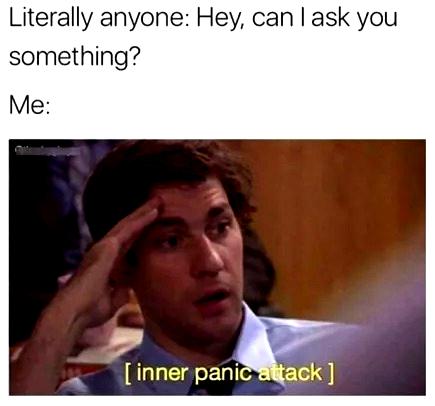 Literally anyone: Hey, can I ask you
something?
Me:
[ inner panic attack ]